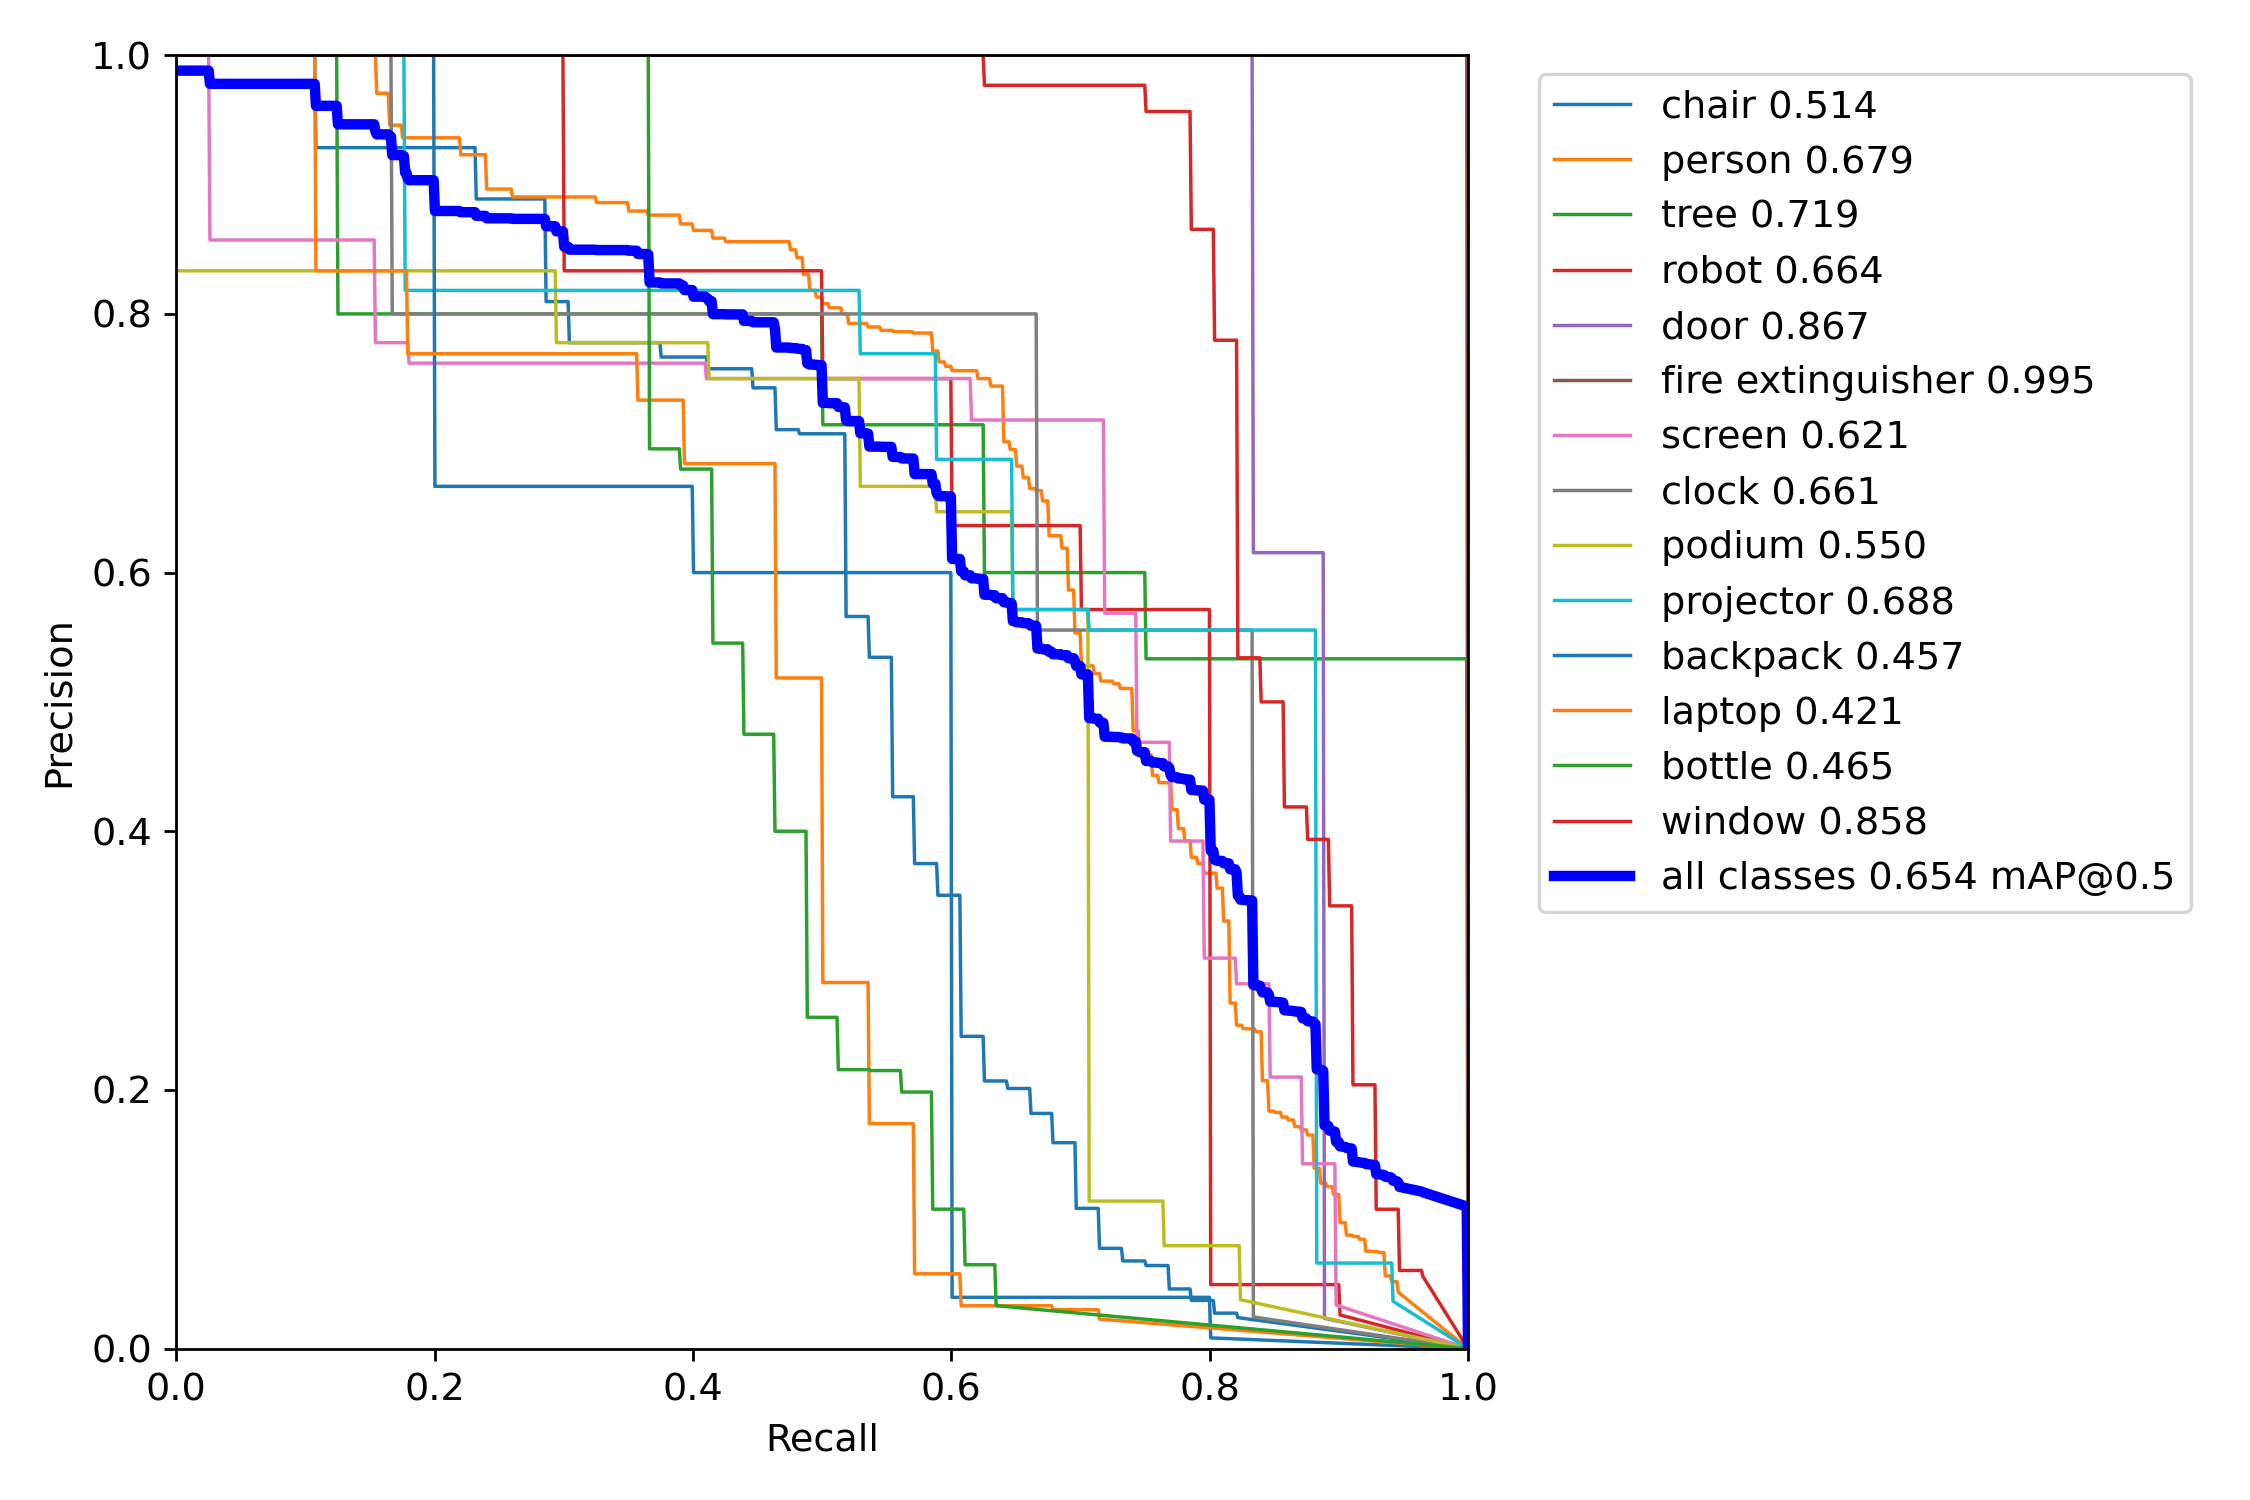 1.0
0.8
0.6
0.4
0.2
0.0
Precision
0.0 0.2 0.4 0.6 0.8 1.0
Recall
chair 0.514
person 0.679
tree 0.719
robot 0.664
door 0.867
fire extinguisher 0.995
screen 0.621
clock 0.661
podium 0.550
projector 0.688
backpack 0.457
laptop 0.421
bottle 0.465
window 0.858
all classes 0.654 mAP@0.5